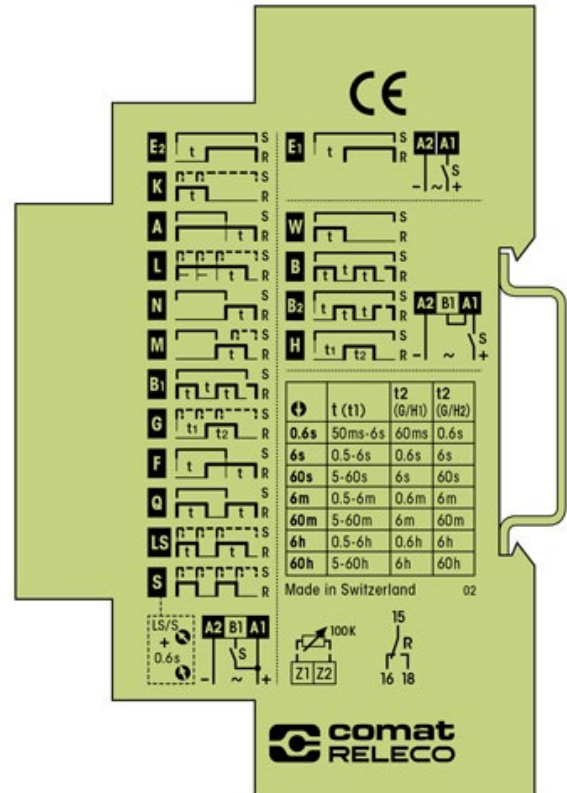 CE
E2 t S R
K t S R
A t S R
L t S R
N t S R
M t S R
B1 t t t S R
G t1 t2 S R
F t t S R
Q t t S R
LS t t S R
S S R
LS/S
+
0.6s
A2 B1 A1
S
- ~ +
E1 t S R
A2 A1
S
- ~ +
W t S R
B t t t S R
B2 t t t S R
H t1 t2 S R
A2 B1 A1
S
- ~ +
t (t1) t2 (G/H1) t2 (G/H2)
0.6s 50ms-6s 60ms 0.6s
6s 0.5-6s 0.6s 6s
60s 5-60s 6s 60s
6m 0.5-6m 0.6m 6m
60m 5-60m 6m 60m
6h 0.5-6h 0.6h 6h
60h 5-60h 6h 60h
Made in Switzerland 02
100K
Z1 Z2
15
R
16 18
comat
RELECO